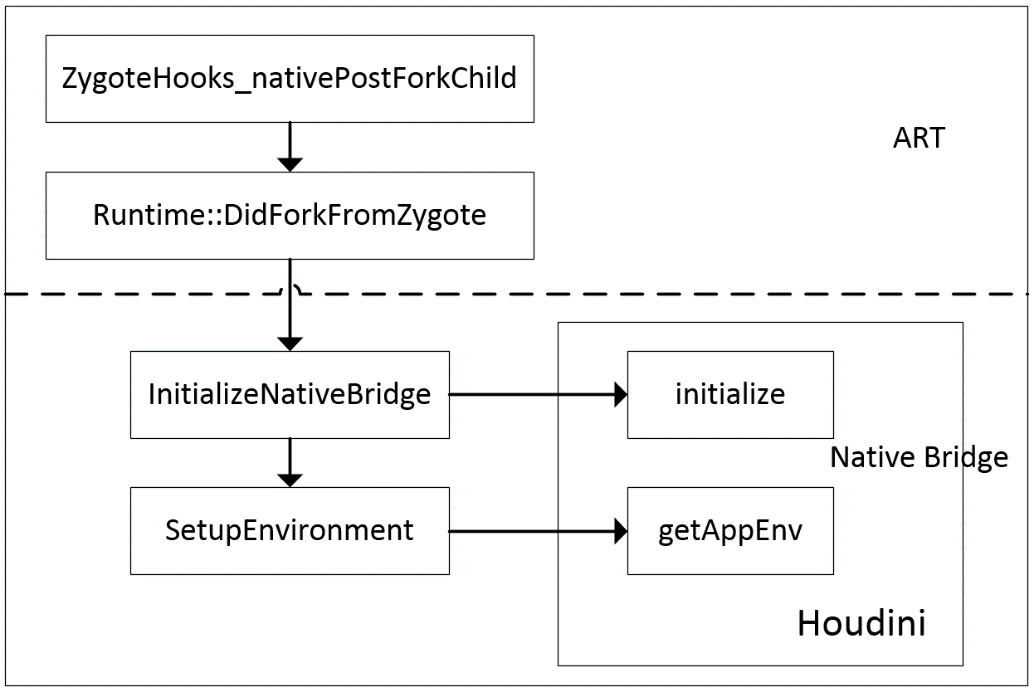 ZygoteHooks_nativePostForkChild
ART
Runtime::DidForkFromZygote
InitializeNativeBridge
initialize
Native Bridge
SetupEnvironment
getAppEnv
Houdini